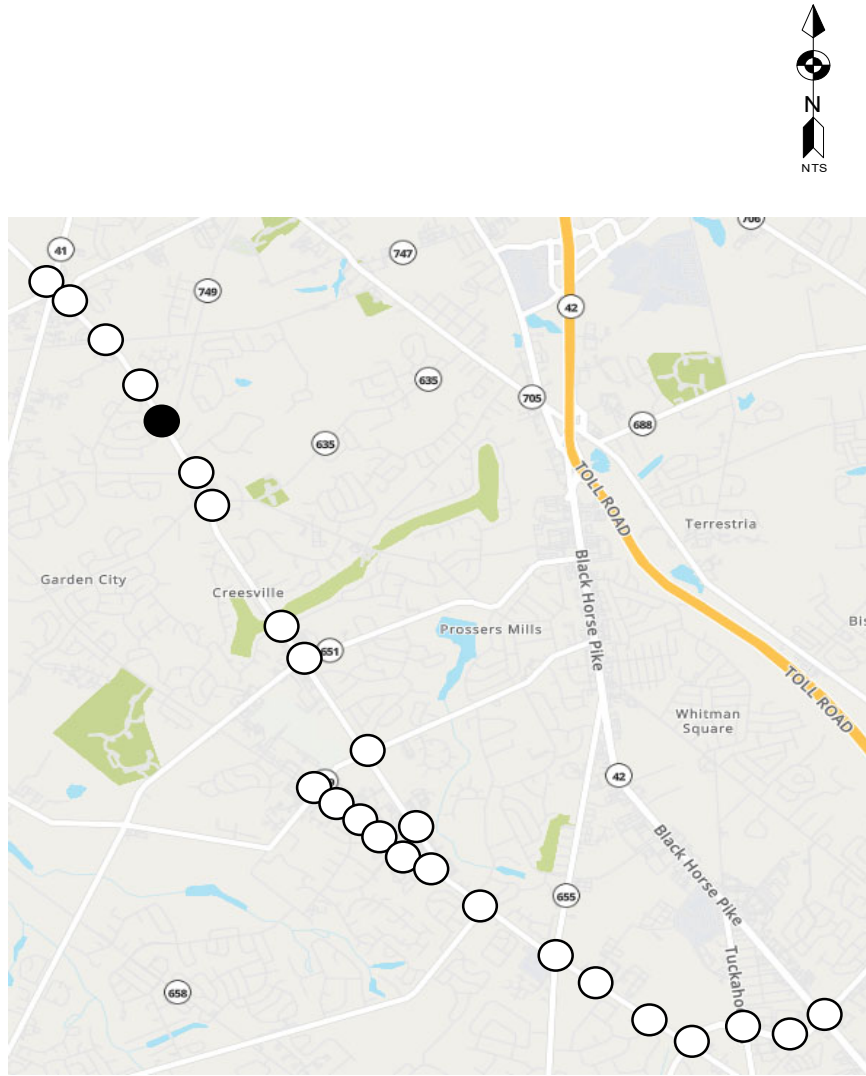 N
NTS
706
41
747
749
42
635
705
688
635
TOLL ROAD
Terrestria
Garden City
Creesville
Black Horse Pike
Prossers Mills
651
TOLL ROAD
Whitman
Square
42
Black Horse Pike
655
Tuckaho
658